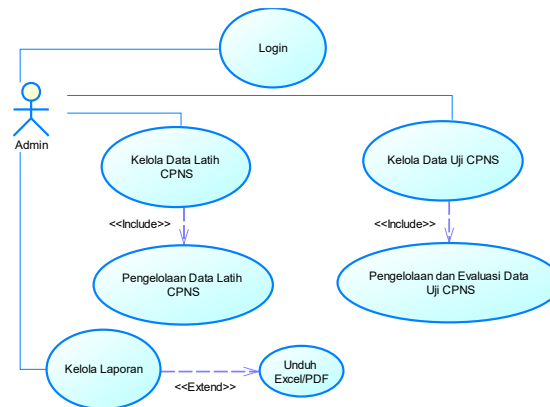 Login
Admin
Kelola Data Latih
CPNS
Kelola Data Uji CPNS
<<Include>>
<<Include>>
Pengelolaan Data Latih
CPNS
Pengelolaan dan Evaluasi Data
Uji CPNS
Kelola Laporan
<<Extend>>
Unduh
Excel/PDF